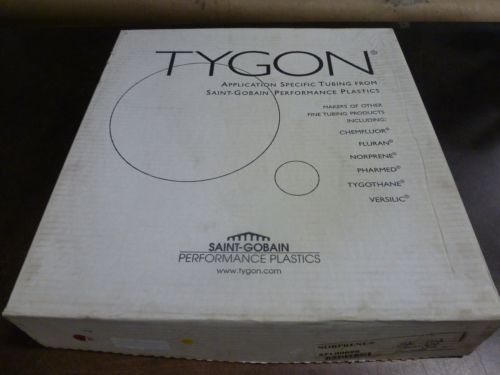 TYGON®
APPLICATION SPECIFIC TUBING FROM
SAINT-GOBAIN PERFORMANCE PLASTICS
MAKERS OF OTHER
FINE TUBING PRODUCTS
INCLUDING:
CHEMFLUOR®
FLURAN®
NORPRENE®
PHARMED®
TYGOTHANE®
VERSILIC®
SAINT-GOBAIN
PERFORMANCE PLASTICS
www.tygon.com
NORPRENE®